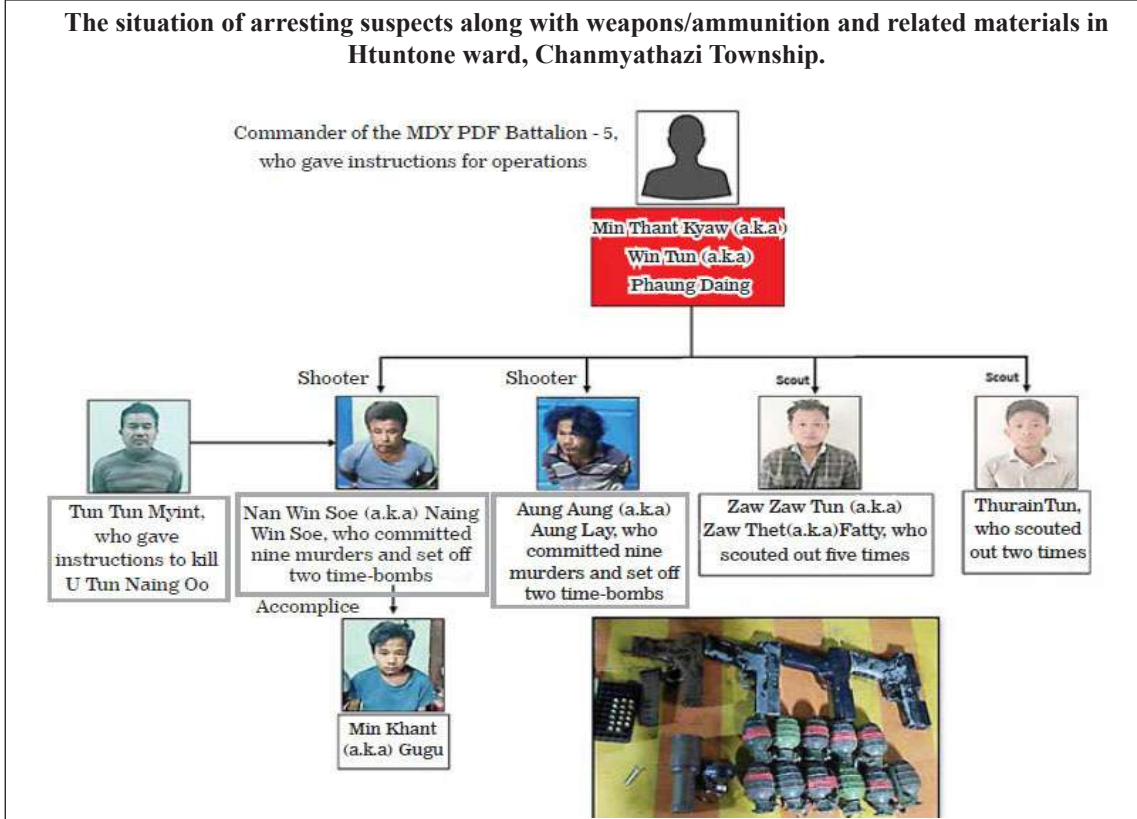 The situation of arresting suspects along with weapons/ammunition and related materials in
Htuntone ward, Chanmyathazi Township.
Commander of the MDY PDF Battalion - 5,
who gave instructions for operations
Min Thant Kyaw (a.k.a)
Win Tun (a.k.a)
Phaung Daing
Shooter
Shooter
Scout
Scout
Tun Tun Myint,
who gave
instructions to kill
U Tun Naing Oo
Nan Win Soe (a.k.a) Naing
Win Soe, who committed
nine murders and set off
two time-bombs
Aung Aung (a.k.a)
Aung Lay, who
committed nine
murders and set off
two time-bombs
Zaw Zaw Tun (a.k.a)
Zaw Thet(a.k.a)Fatty, who
scouted out five times
ThurainTun,
who scouted
out two times
Accomplice
Min Khant
(a.k.a) Gugu